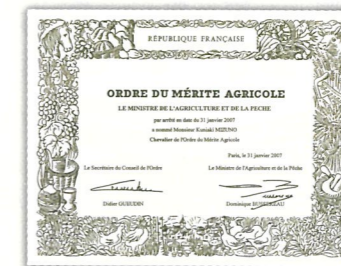 RÉPUBLIQUE FRANÇAISE
ORDRE DU MÉRITE AGRICOLE
LE MINISTRE DE L'AGRICULTURE ET DE LA PECHE
par arrêté en date du 31 janvier 2007
a nommé Monsieur Kuniaki MIZUNO
Chevalier de l'Ordre du Mérite Agricole
Paris, le 31 janvier 2007
Le Secrétaire du Conseil de l'Ordre
Le Ministre de l'Agriculture et de la Pêche
Didier GUEUDIN
Dominique BUSSEREAU